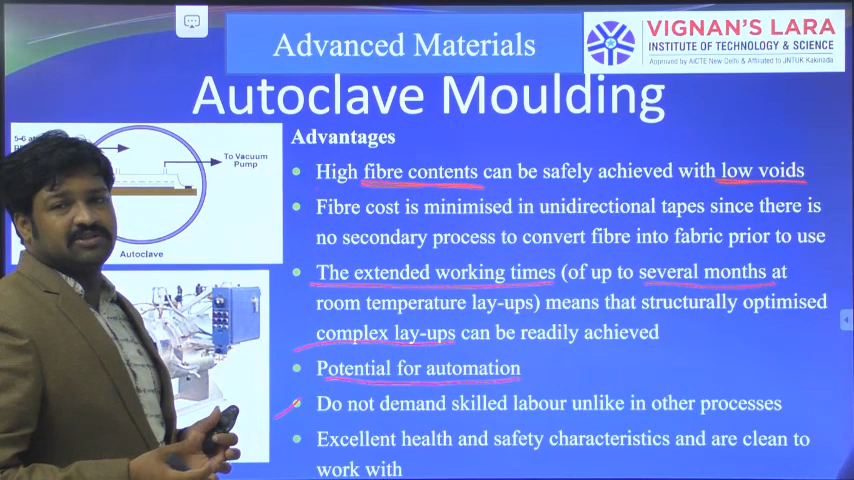 Advanced Materials
VIGNAN'S LARA
INSTITUTE OF TECHNOLOGY & SCIENCE
Approved by AICTE New Delhi & Affiliated to JNTUK Kakinada
Autoclave Moulding
5-6
To Vacuum
Pump
Autoclave
Advantages
High fibre contents can be safely achieved with low voids
Fibre cost is minimised in unidirectional tapes since there is
no secondary process to convert fibre into fabric prior to use
The extended working times (of up to several months at
room temperature lay-ups) means that structurally optimised
complex lay-ups can be readily achieved
Potential for automation
Do not demand skilled labour unlike in other processes
Excellent health and safety characteristics and are clean to
work with